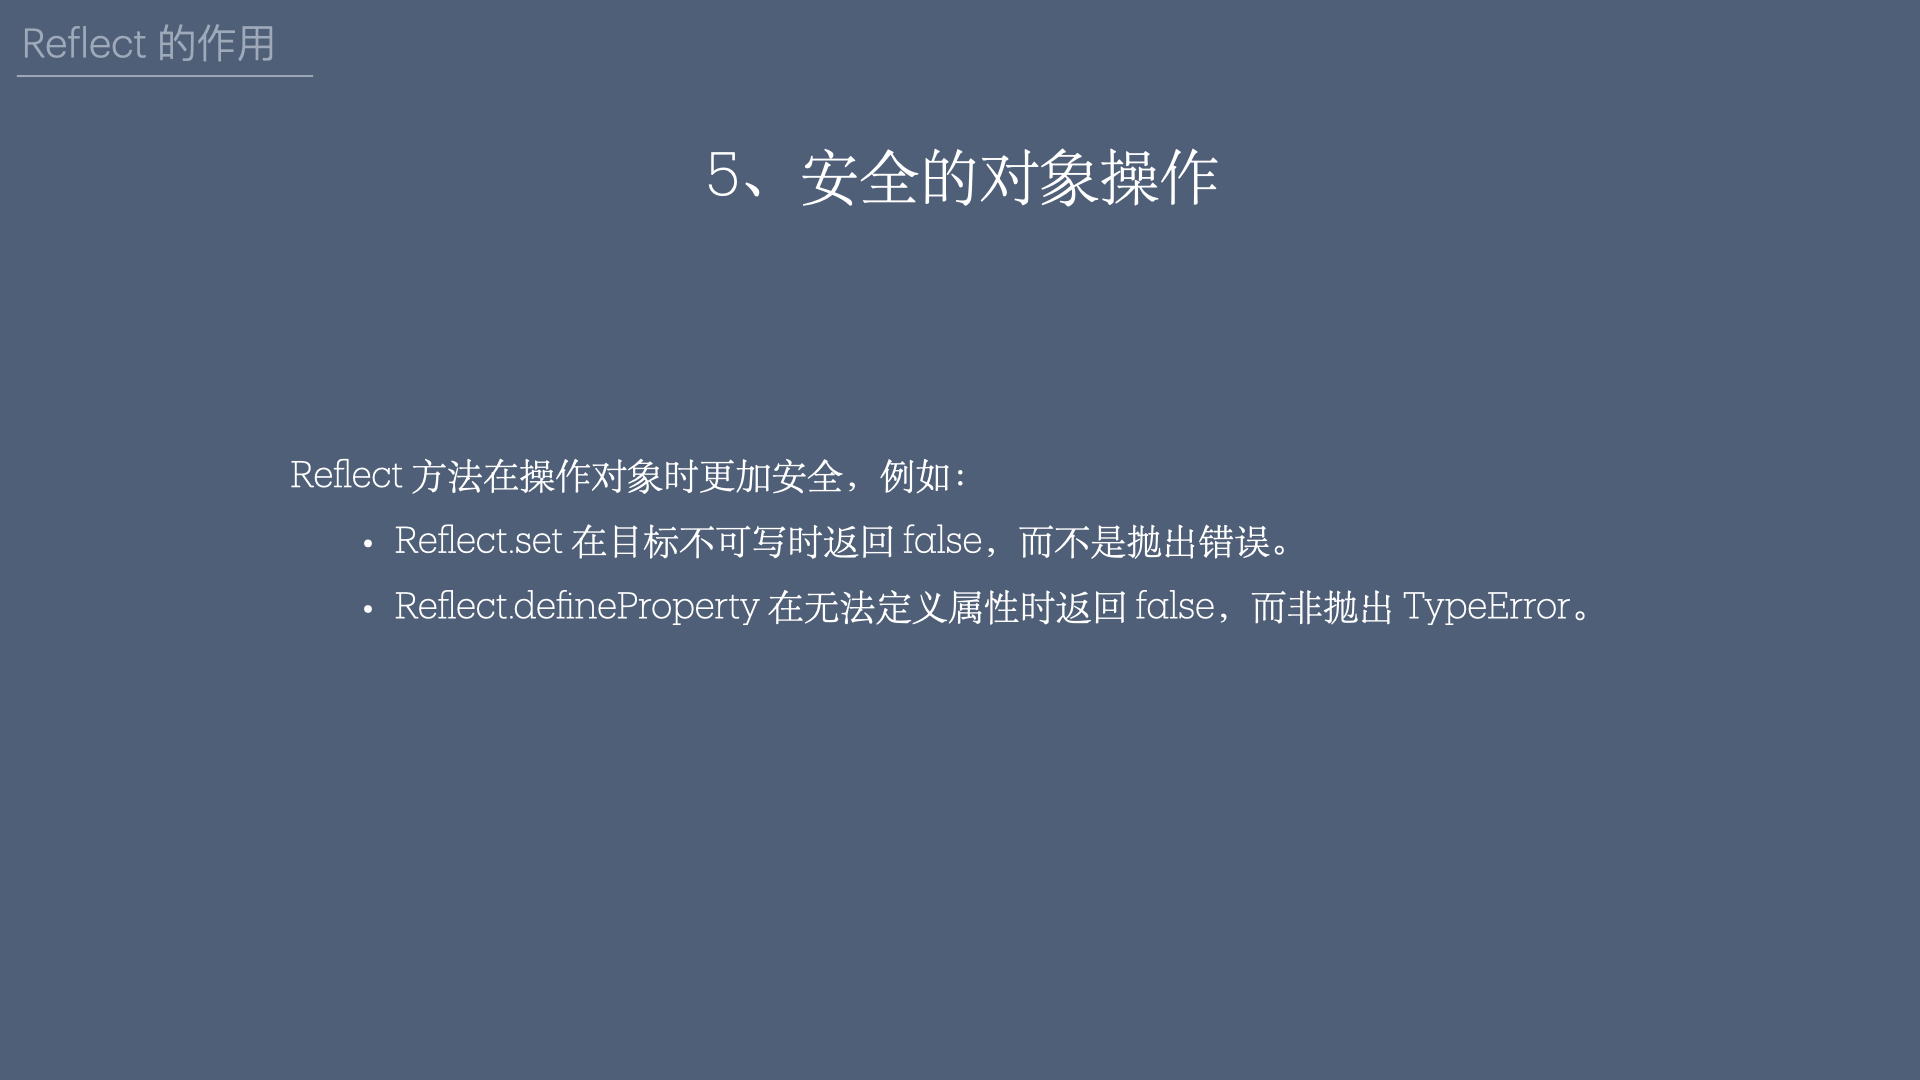 Reflect 的作用
5、安全的对象操作
Reflect 方法在操作对象时更加安全，例如：
• Reflect.set 在目标不可写时返回 false，而不是抛出错误。
• Reflect.defineProperty 在无法定义属性时返回 false，而非抛出 TypeError。